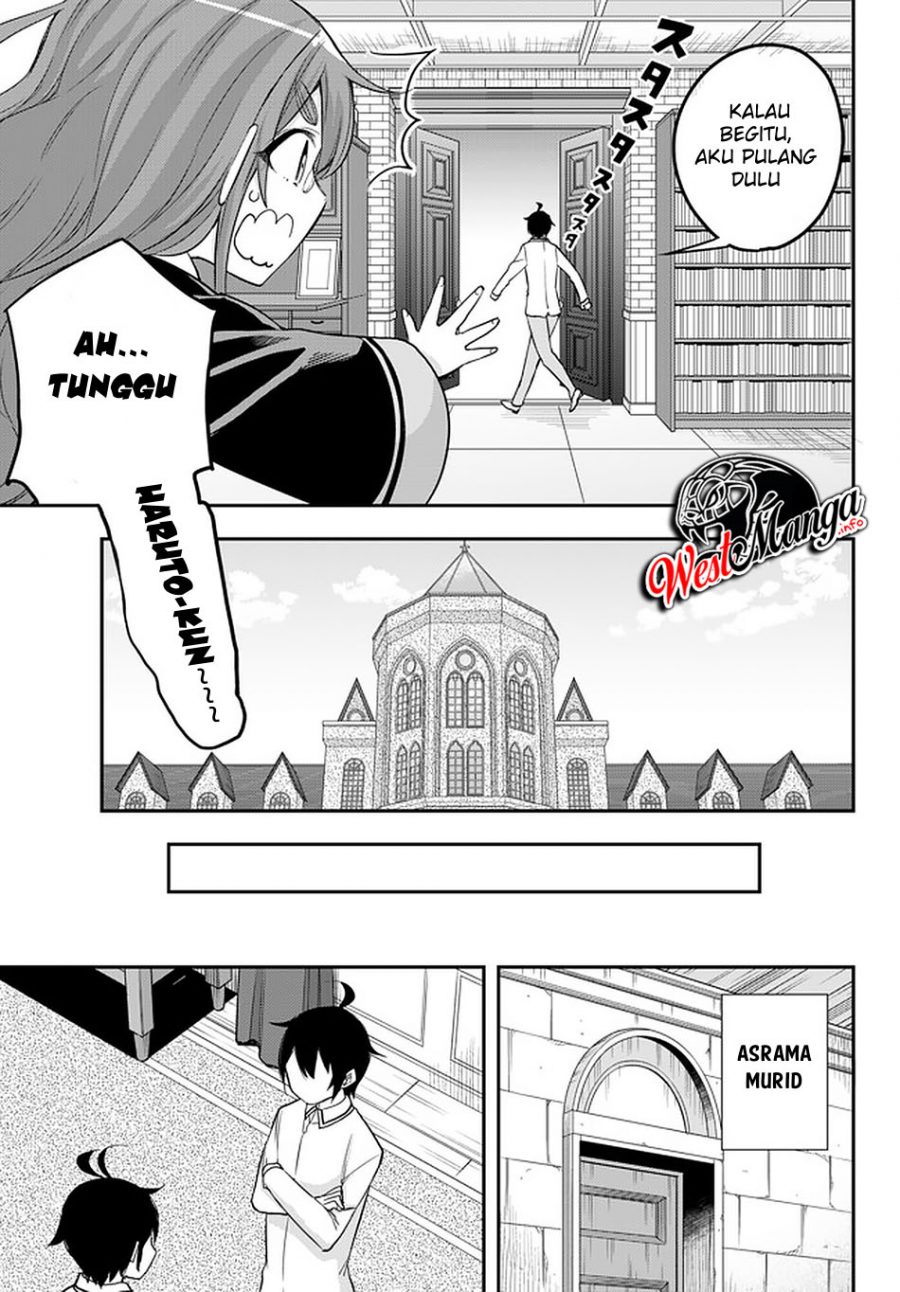 KALAU
BEGITU,
AKU PULANG
DULU
スタスタスタスタ
AH...
TUNGGU
HARUTO-KUN~~~
WestManga
.info
ASRAMA
MURID